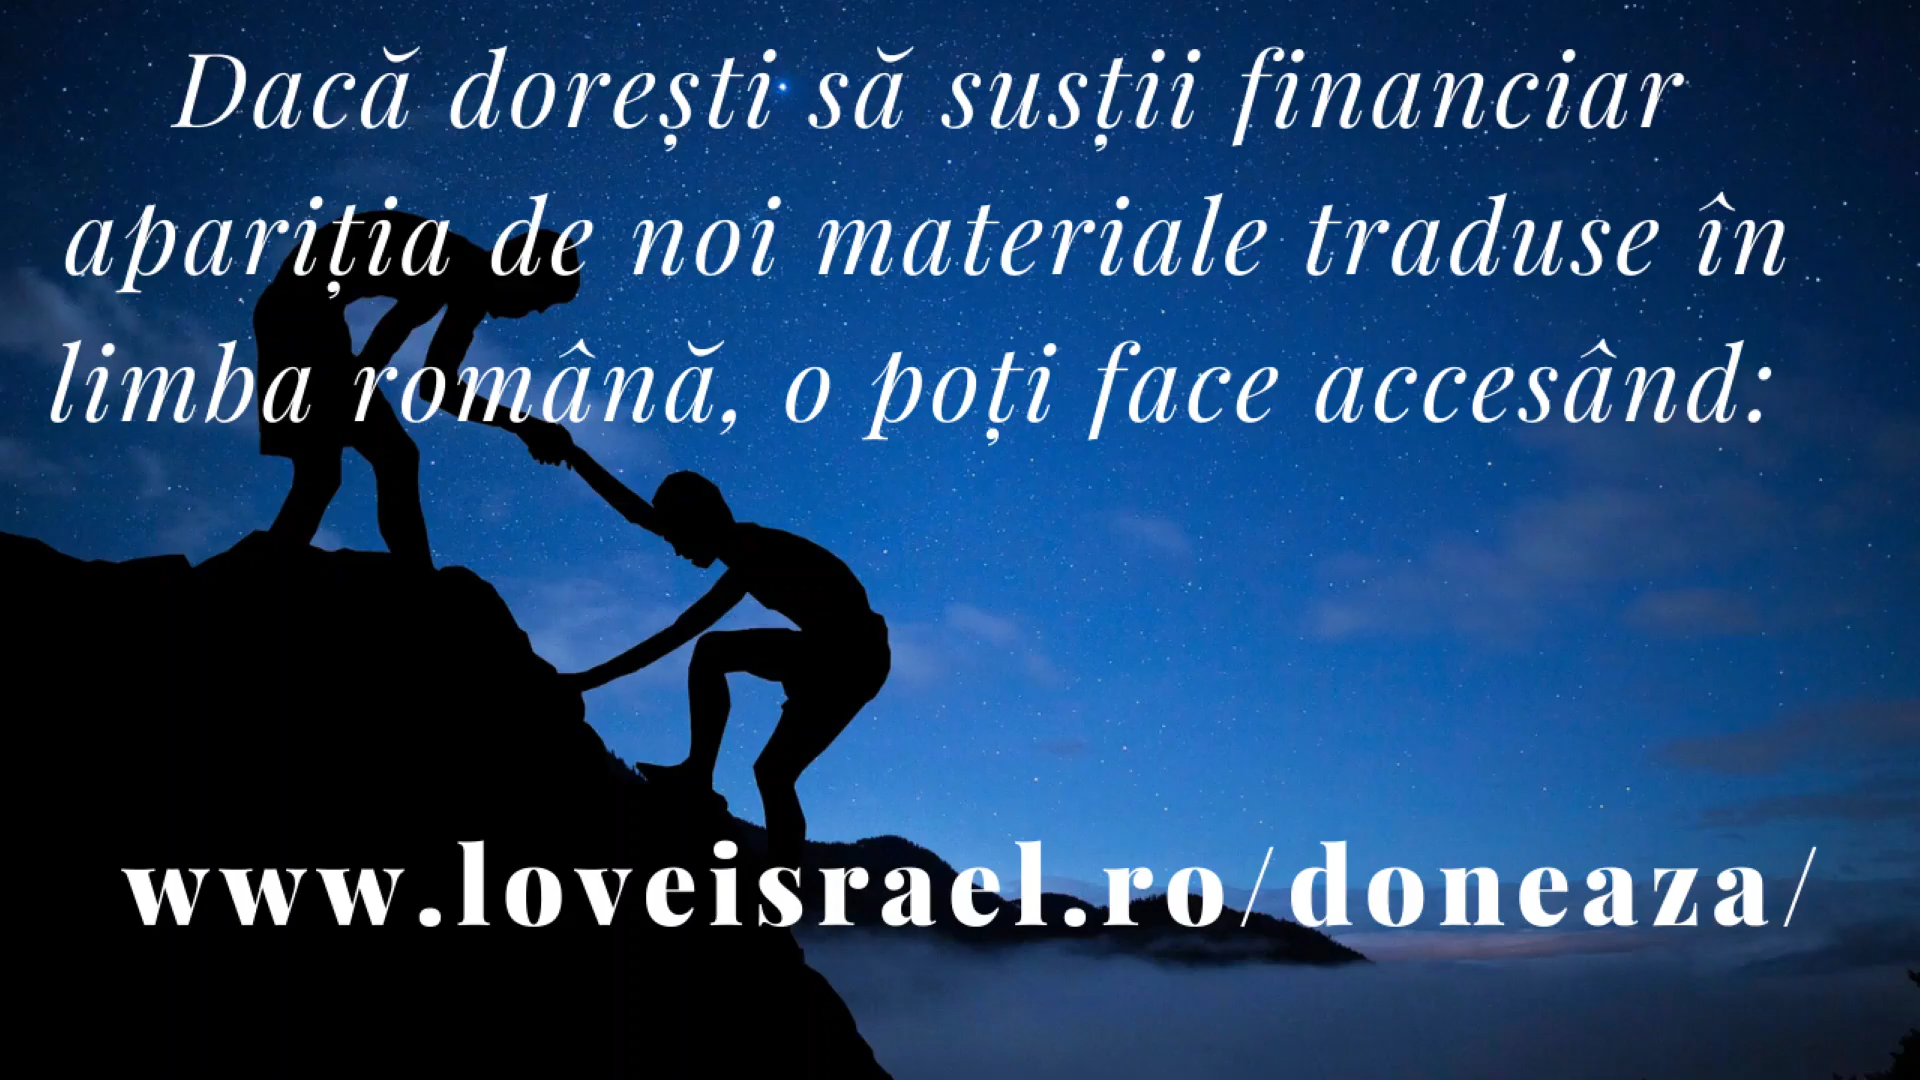 Dacă dorești să susții financiar
apariția de noi materiale traduse în
limba română, o poți face accesând:
www.loveisrael.ro/doneaza/